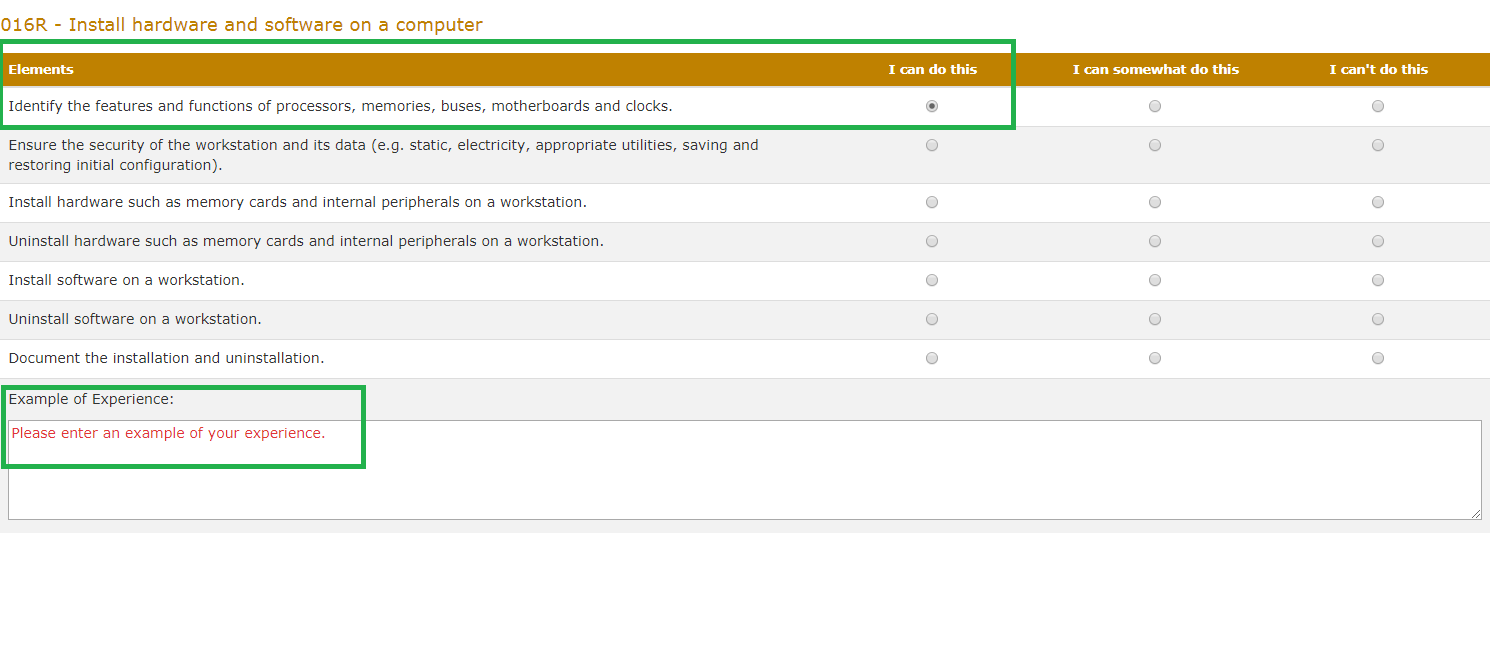 016R - Install hardware and software on a computer
Elements I can do this I can somewhat do this I can't do this
Identify the features and functions of processors, memories, buses, motherboards and clocks.
Ensure the security of the workstation and its data (e.g. static, electricity, appropriate utilities, saving and
restoring initial configuration).
Install hardware such as memory cards and internal peripherals on a workstation.
Uninstall hardware such as memory cards and internal peripherals on a workstation.
Install software on a workstation.
Uninstall software on a workstation.
Document the installation and uninstallation.
Example of Experience:
Please enter an example of your experience.